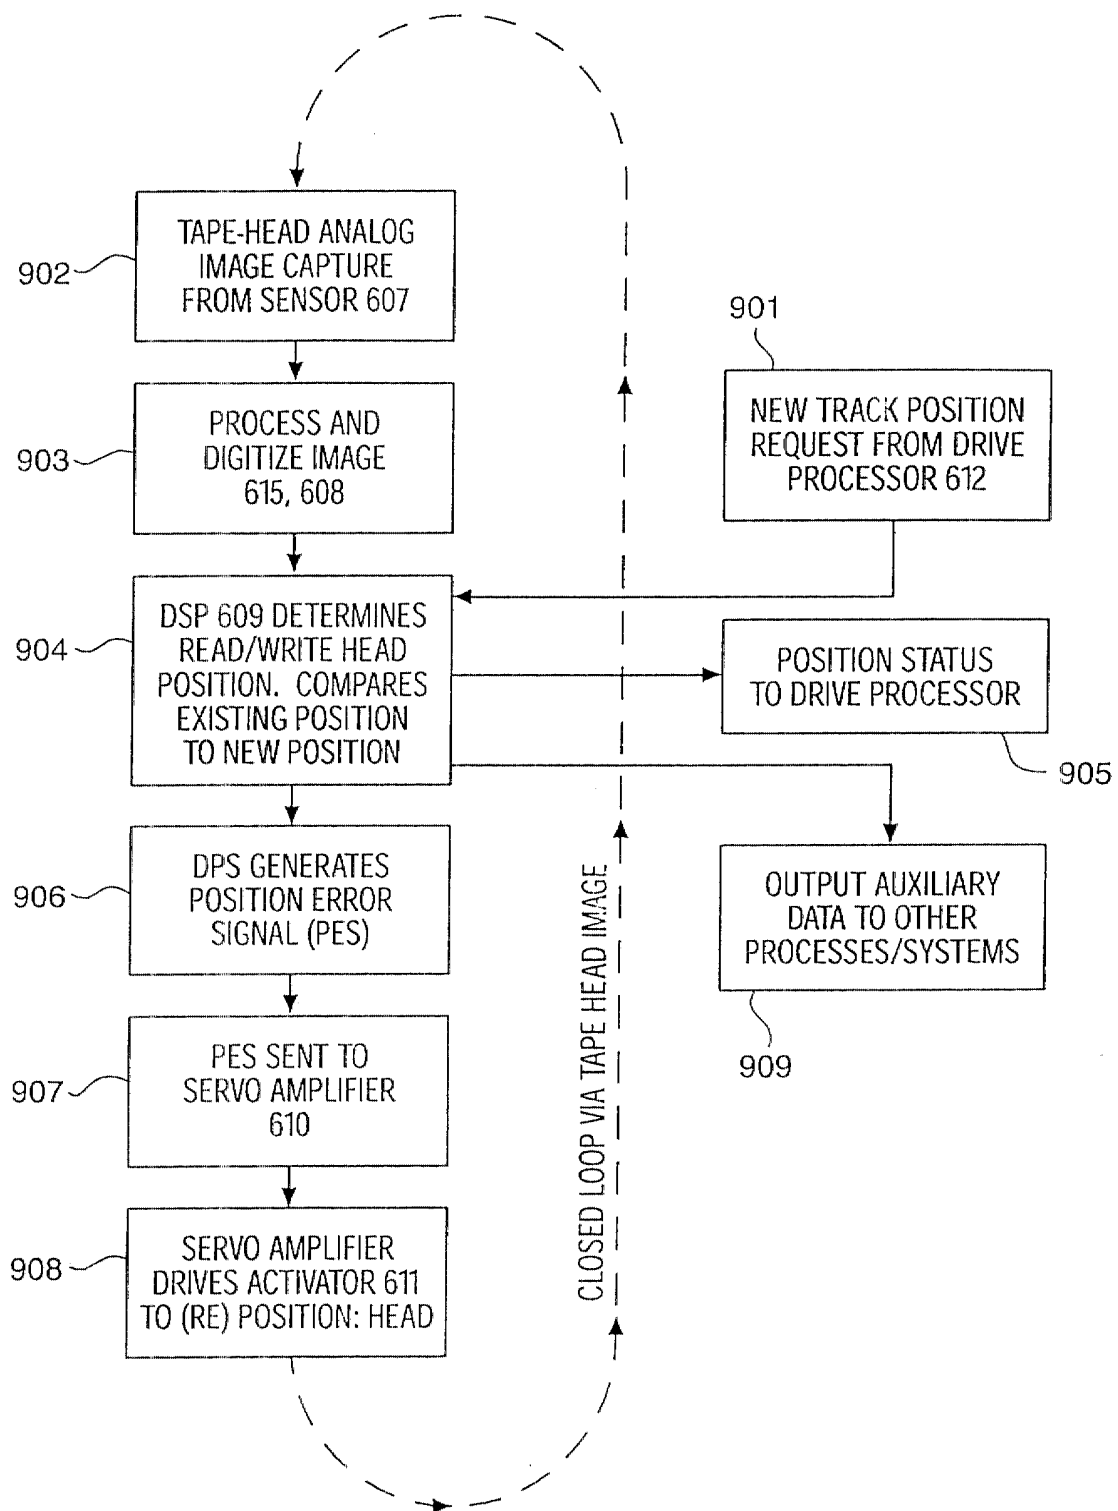 902
TAPE-HEAD ANALOG
IMAGE CAPTURE
FROM SENSOR 607
901
NEW TRACK POSITION
REQUEST FROM DRIVE
PROCESSOR 612
903
PROCESS AND
DIGITIZE IMAGE
615, 608
904
DSP 609 DETERMINES
READ/WRITE HEAD
POSITION. COMPARES
EXISTING POSITION
TO NEW POSITION
POSITION STATUS
TO DRIVE PROCESSOR
905
906
DPS GENERATES
POSITION ERROR
SIGNAL (PES)
OUTPUT AUXILIARY
DATA TO OTHER
PROCESSES/SYSTEMS
909
907
PES SENT TO
SERVO AMPLIFIER
610
908
SERVO AMPLIFIER
DRIVES ACTIVATOR 611
TO (RE) POSITION: HEAD
CLOSED LOOP VIA TAPE HEAD IMAGE